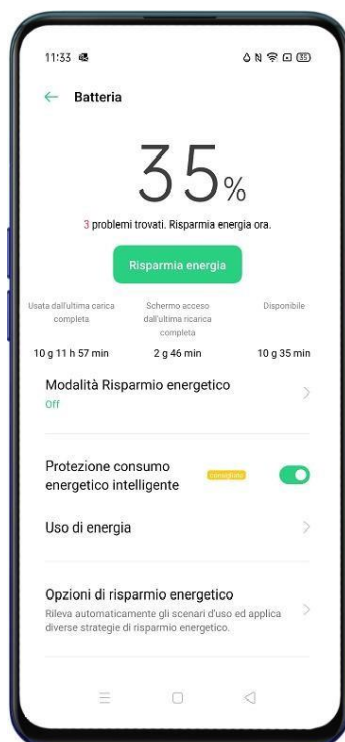 11:33
35
Batteria
35%
3 problemi trovati. Risparmia energia ora.
Risparmia energia
Usata dall'ultima carica
completa
Schermo acceso
dall'ultima ricarica
completa
Disponibile
10 g 11 h 57 min
2 g 46 min
10 g 35 min
Modalità Risparmio energetico
Off
Protezione consumo
energetico intelligente
consigliato
Uso di energia
Opzioni di risparmio energetico
Rileva automaticamente gli scenari d'uso ed applica
diverse strategie di risparmio energetico.